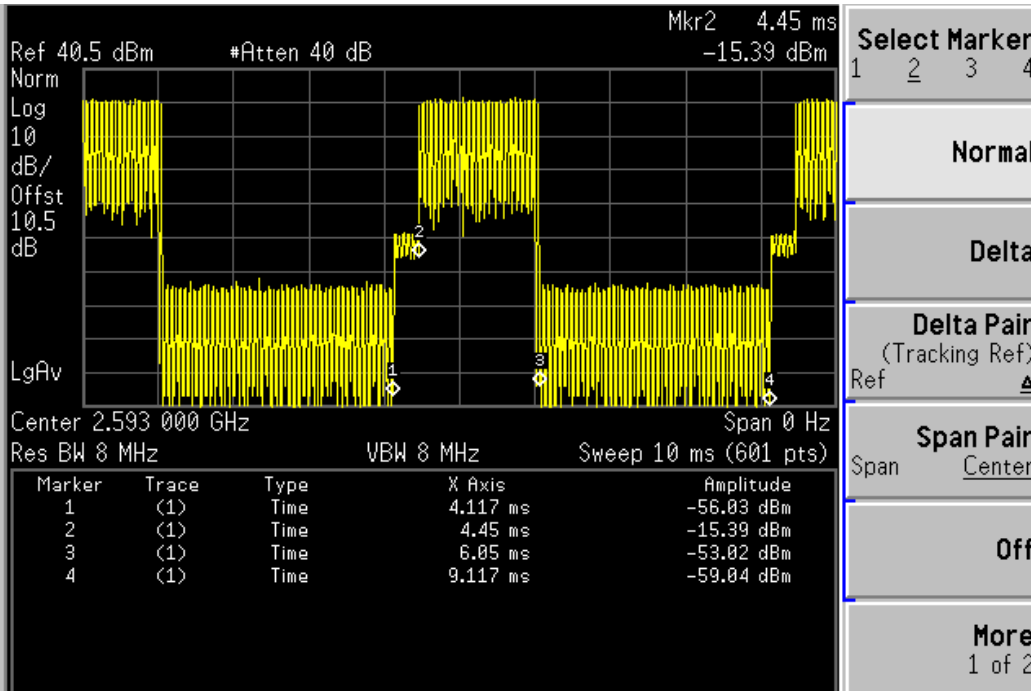 Mkr2 4.45 ms
Ref 40.5 dBm #Atten 40 dB -15.39 dBm
Norm
Log
10
dB/
Offst
10.5
dB
LgAv
2
1
3
4
Center 2.593 000 GHz Span 0 Hz
Res BW 8 MHz VBW 8 MHz Sweep 10 ms (601 pts)
Marker Trace Type X Axis Amplitude
1 (1) Time 4.117 ms -56.03 dBm
2 (1) Time 4.45 ms -15.39 dBm
3 (1) Time 6.05 ms -53.02 dBm
4 (1) Time 9.117 ms -59.04 dBm
Select Marker
1 2 3 4
Normal
Delta
Delta Pair
(Tracking Ref)
Ref Δ
Span Pair
Span Center
Off
More
1 of 2